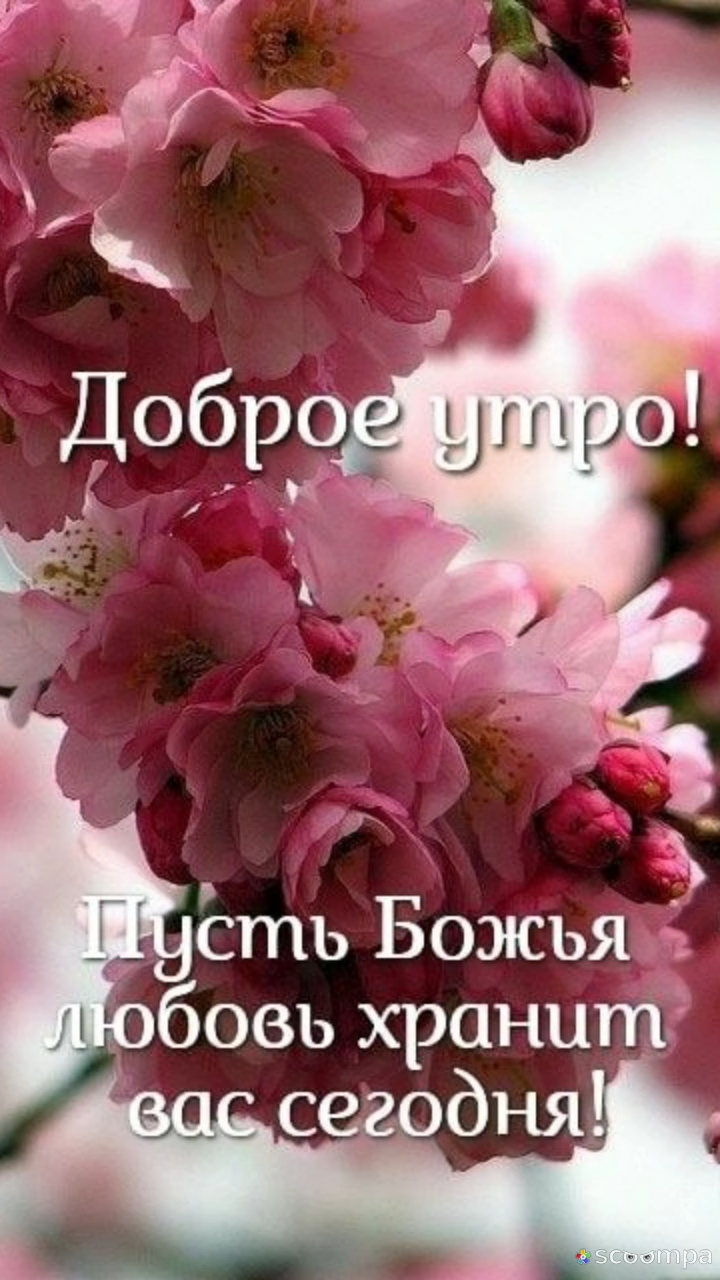 Доброе утро!
Пусть Божья
любовь хранит
вас сегодня!
scoompa